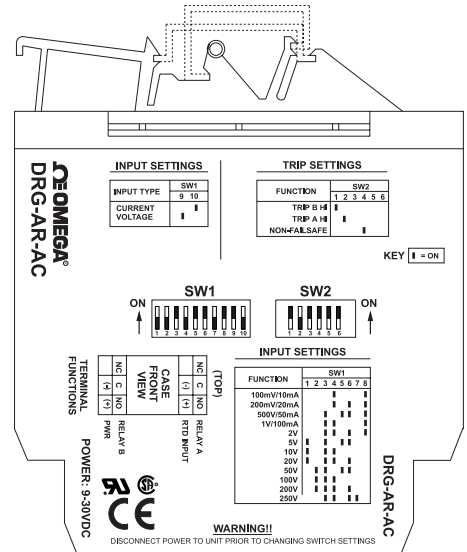 Ω OMEGA®
DRG-AR-AC
INPUT SETTINGS
INPUT TYPE SW1
9 10
CURRENT
VOLTAGE
TRIP SETTINGS
FUNCTION SW2
1 2 3 4 5 6
TRIP B HI
TRIP A HI
NON-FAILSAFE
KEY = ON
ON SW1
1 2 3 4 5 6 7 8 9 10
SW2 ON
1 2 3 4 5 6
TERMINAL
FUNCTIONS
NC C NO
(-) (+)
RELAY B
PWR
CASE
FRONT
VIEW
(TOP)
NC C NO
(-) (+)
RELAY A
RTD INPUT
INPUT SETTINGS
FUNCTION SW1
1 2 3 4 5 6 7 8
100mV/10mA
200mV/20mA
500V/50mA
1V/100mA
2V
5V
10V
20V
50V
100V
200V
250V
POWER: 9-30VDC
DRG-AR-AC
CE
WARNING!!
DISCONNECT POWER TO UNIT PRIOR TO CHANGING SWITCH SETTINGS